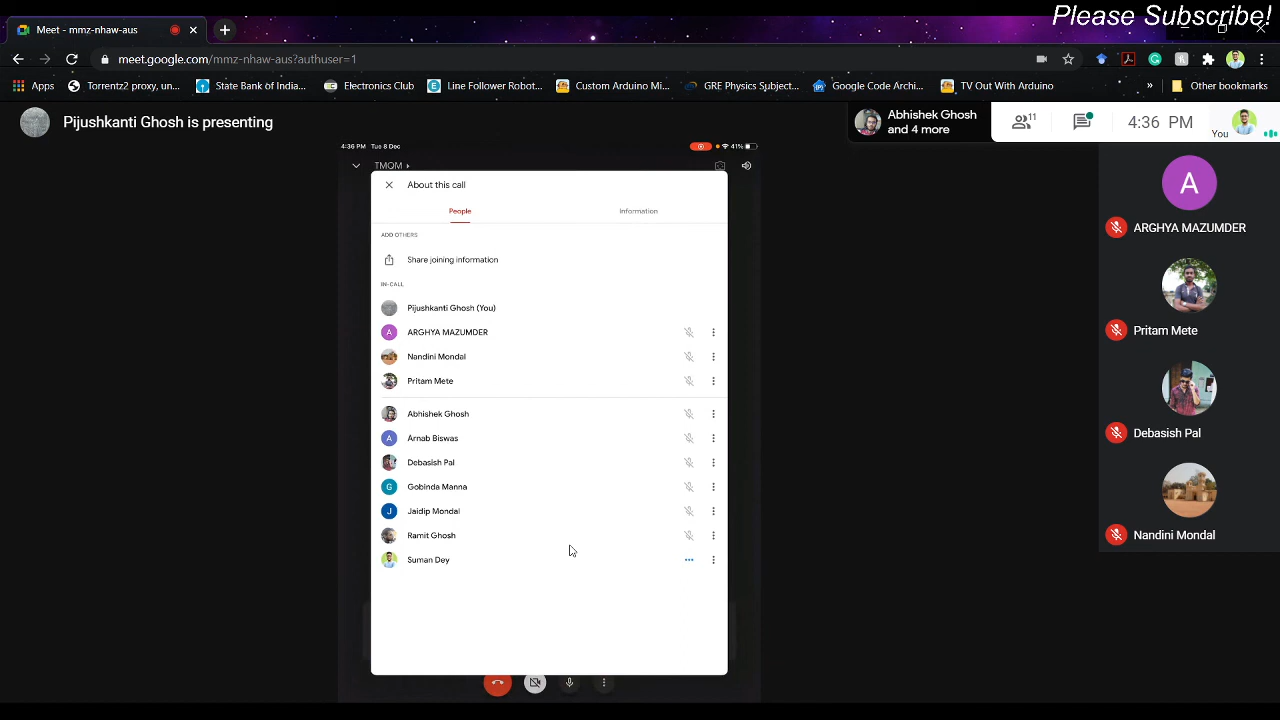 Please Subscribe!
Meet - mmz-nhaw-aus
meet.google.com/mmz-nhaw-aus?authuser=1
Apps
Torrentz2 proxy, un...
State Bank of India...
Electronics Club
Line Follower Robot...
Custom Arduino Mi...
GRE Physics Subject...
Google Code Archi...
TV Out With Arduino
»
Other bookmarks
Pijushkanti Ghosh is presenting
Abhishek Ghosh
and 4 more
11
4:36 PM
You
4:36 PM Tue 8 Dec
41%
TMQM
About this call
People
Information
ADD OTHERS
Share joining information
IN-CALL
Pijushkanti Ghosh (You)
A ARGHYA MAZUMDER
Nandini Mondal
Pritam Mete
Abhishek Ghosh
A Arnab Biswas
Debasish Pal
G Gobinda Manna
J Jaidip Mondal
Ramit Ghosh
Suman Dey
A
ARGHYA MAZUMDER
Pritam Mete
Debasish Pal
Nandini Mondal